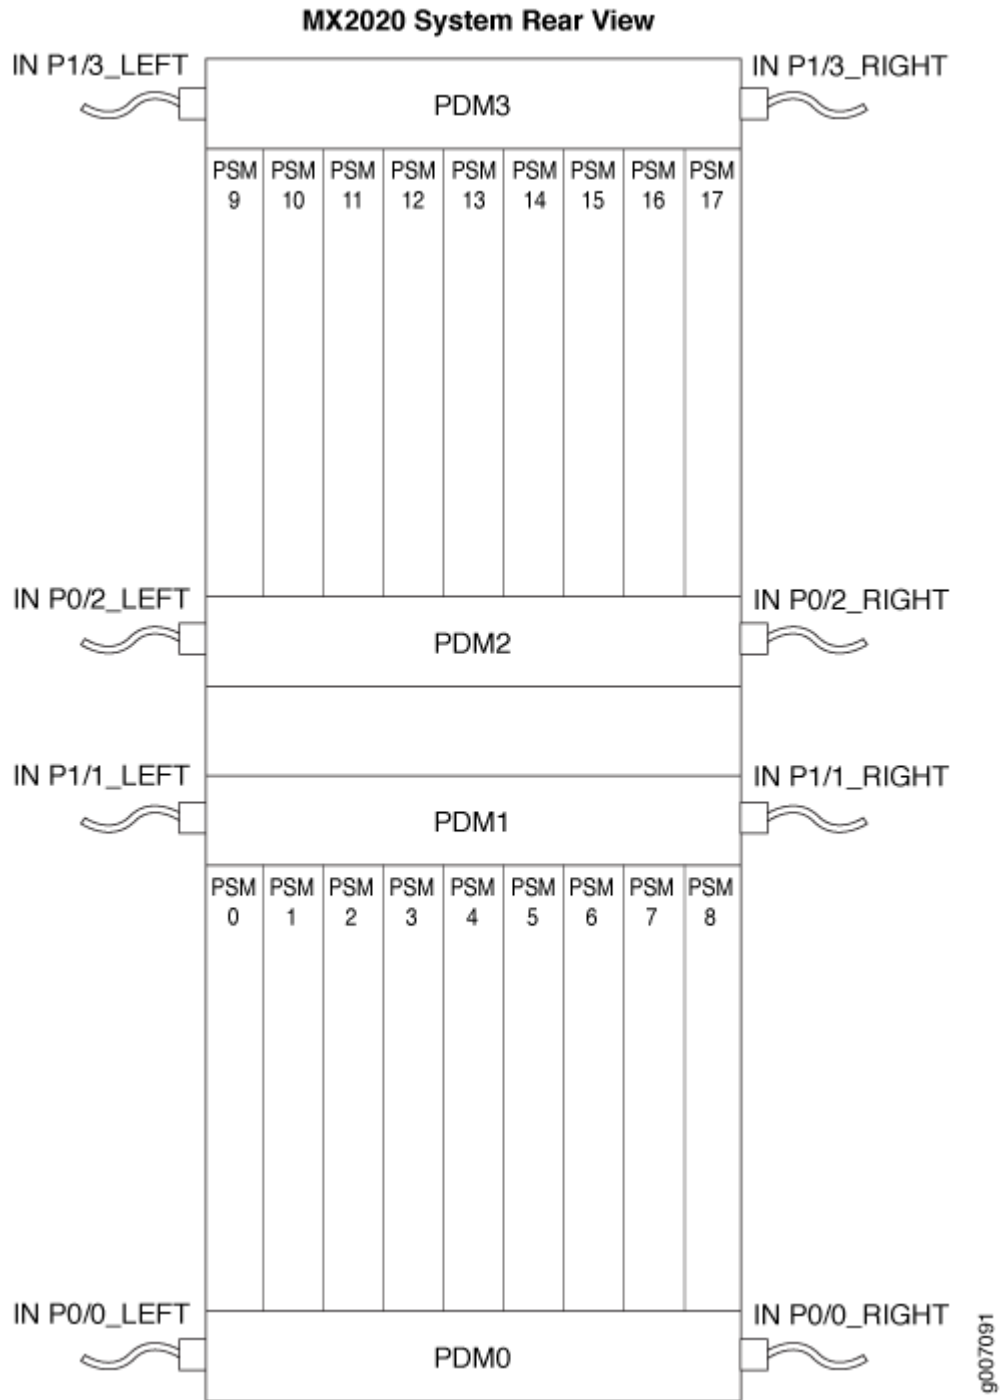 MX2020 System Rear View
IN P1/3_LEFT
IN P1/3_RIGHT
PDM3
PSM 9
PSM 10
PSM 11
PSM 12
PSM 13
PSM 14
PSM 15
PSM 16
PSM 17
IN P0/2_LEFT
IN P0/2_RIGHT
PDM2
IN P1/1_LEFT
IN P1/1_RIGHT
PDM1
PSM 0
PSM 1
PSM 2
PSM 3
PSM 4
PSM 5
PSM 6
PSM 7
PSM 8
IN P0/0_LEFT
IN P0/0_RIGHT
PDM0
g007091